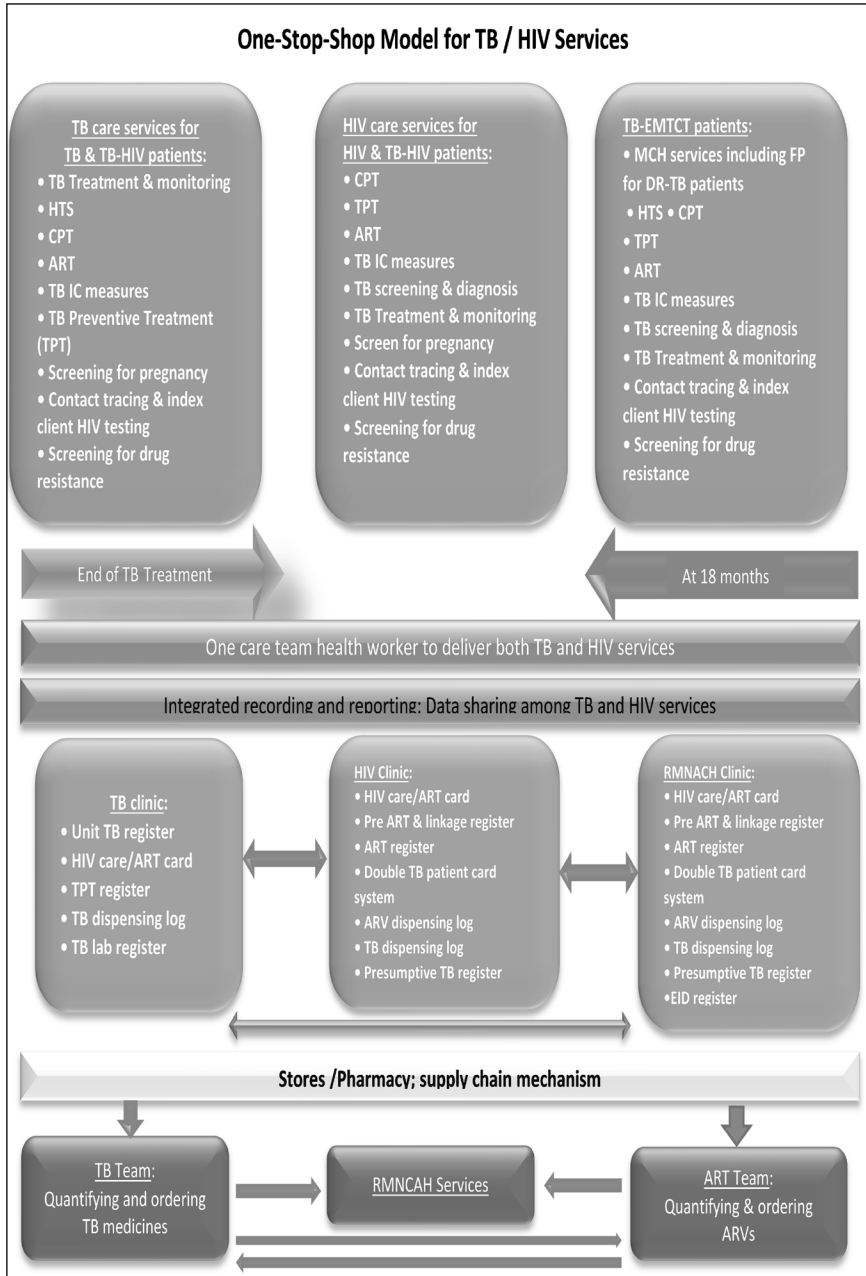 One-Stop-Shop Model for TB / HIV Services
TB care services for
TB & TB-HIV patients:
• TB Treatment & monitoring
• HTS
• CPT
• ART
• TB IC measures
• TB Preventive Treatment
(TPT)
• Screening for pregnancy
• Contact tracing & index
client HIV testing
• Screening for drug
resistance
HIV care services for
HIV & TB-HIV patients:
• CPT
• TPT
• ART
• TB IC measures
• TB screening & diagnosis
• TB Treatment & monitoring
• Screen for pregnancy
• Contact tracing & index
client HIV testing
• Screening for drug
resistance
TB-EMTCT patients:
• MCH services including FP
for DR-TB patients
• HTS • CPT
• TPT
• ART
• TB IC measures
• TB screening & diagnosis
• TB Treatment & monitoring
• Contact tracing & index
client HIV testing
• Screening for drug
resistance
End of TB Treatment
At 18 months
One care team health worker to deliver both TB and HIV services
Integrated recording and reporting: Data sharing among TB and HIV services
TB clinic:
• Unit TB register
• HIV care/ART card
• TPT register
• TB dispensing log
• TB lab register
HIV Clinic:
• HIV care/ART card
• Pre ART & linkage register
• ART register
• Double TB patient card
system
• ARV dispensing log
• TB dispensing log
• Presumptive TB register
RMNACH Clinic:
• HIV care/ART card
• Pre ART & linkage register
• ART register
• Double TB patient card
system
• ARV dispensing log
• TB dispensing log
• Presumptive TB register
•EID register
Stores /Pharmacy; supply chain mechanism
TB Team:
Quantifying and ordering
TB medicines
RMNCAH Services
ART Team:
Quantifying & ordering
ARVs